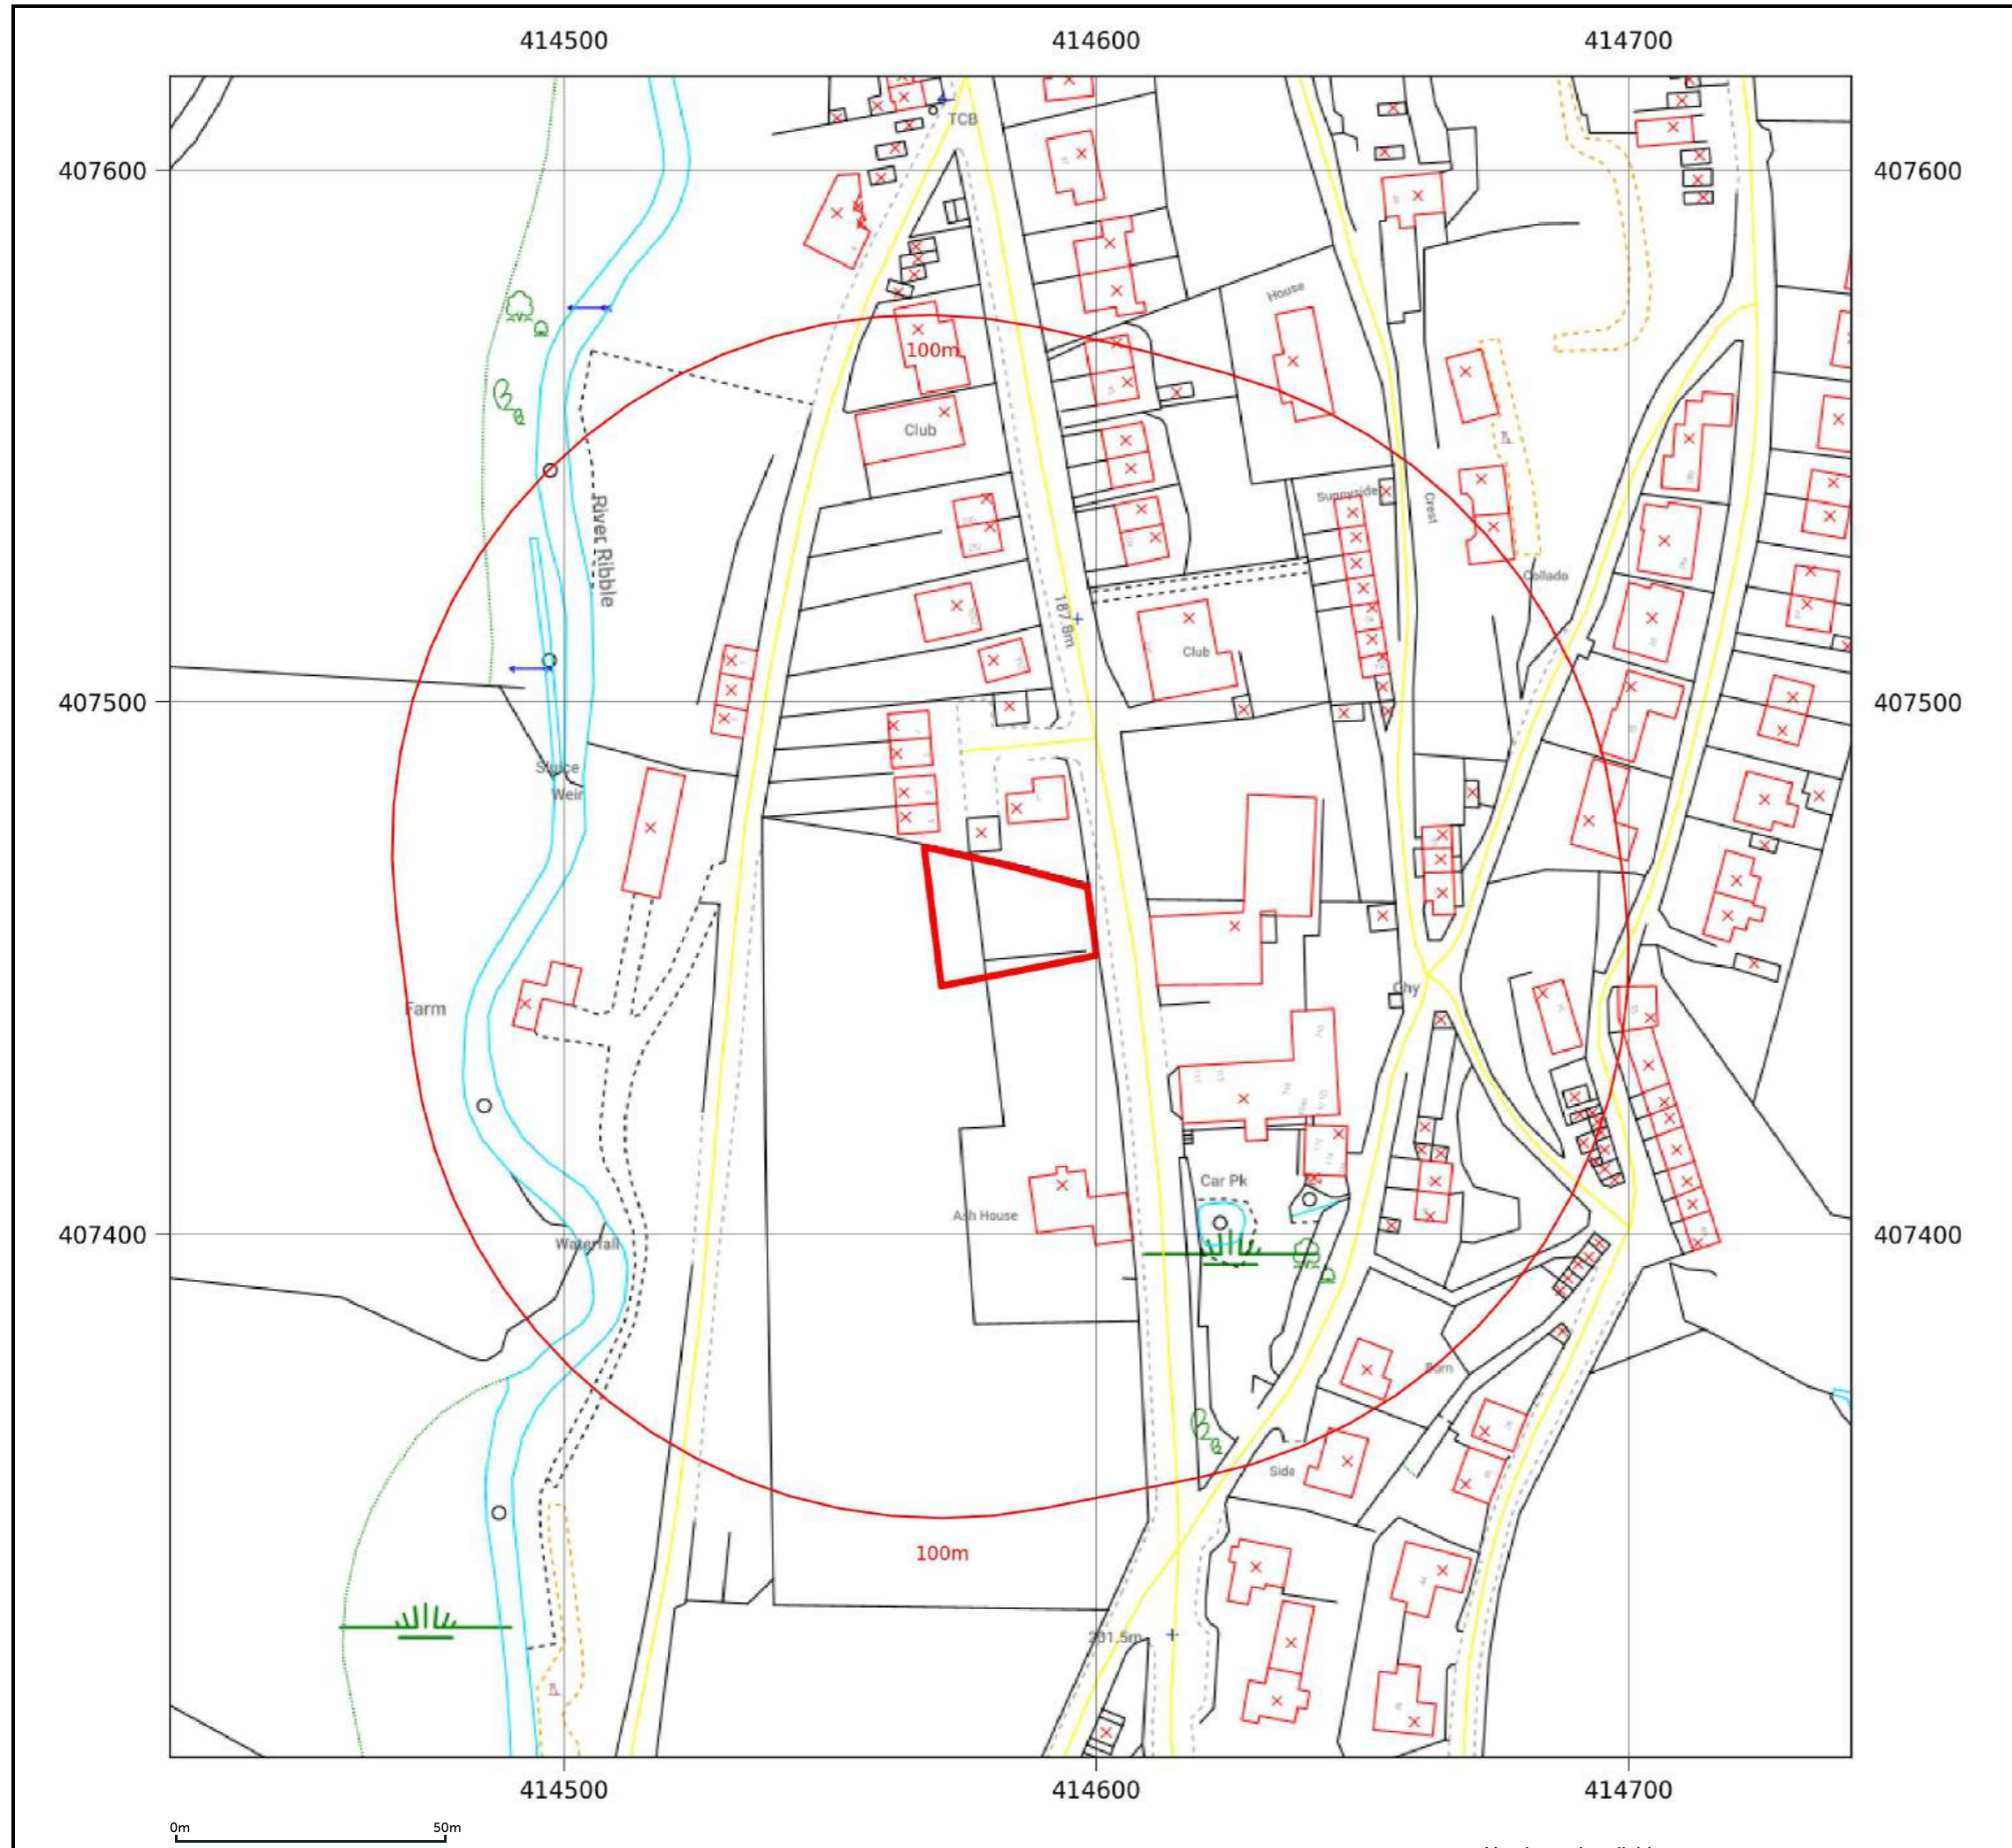 414500 414600 414700
TCB
407600 407600
House
100m
Club
River Ribble
Sunnyside
Crest
Collado
187.8m
Club
407500 407500
Sluice
Weir
Farm
Chy
Car Pk
Ash House
407400 407400
Waterfall
Burn
Side
100m
231.5m
414500 414600 414700
0m 50m